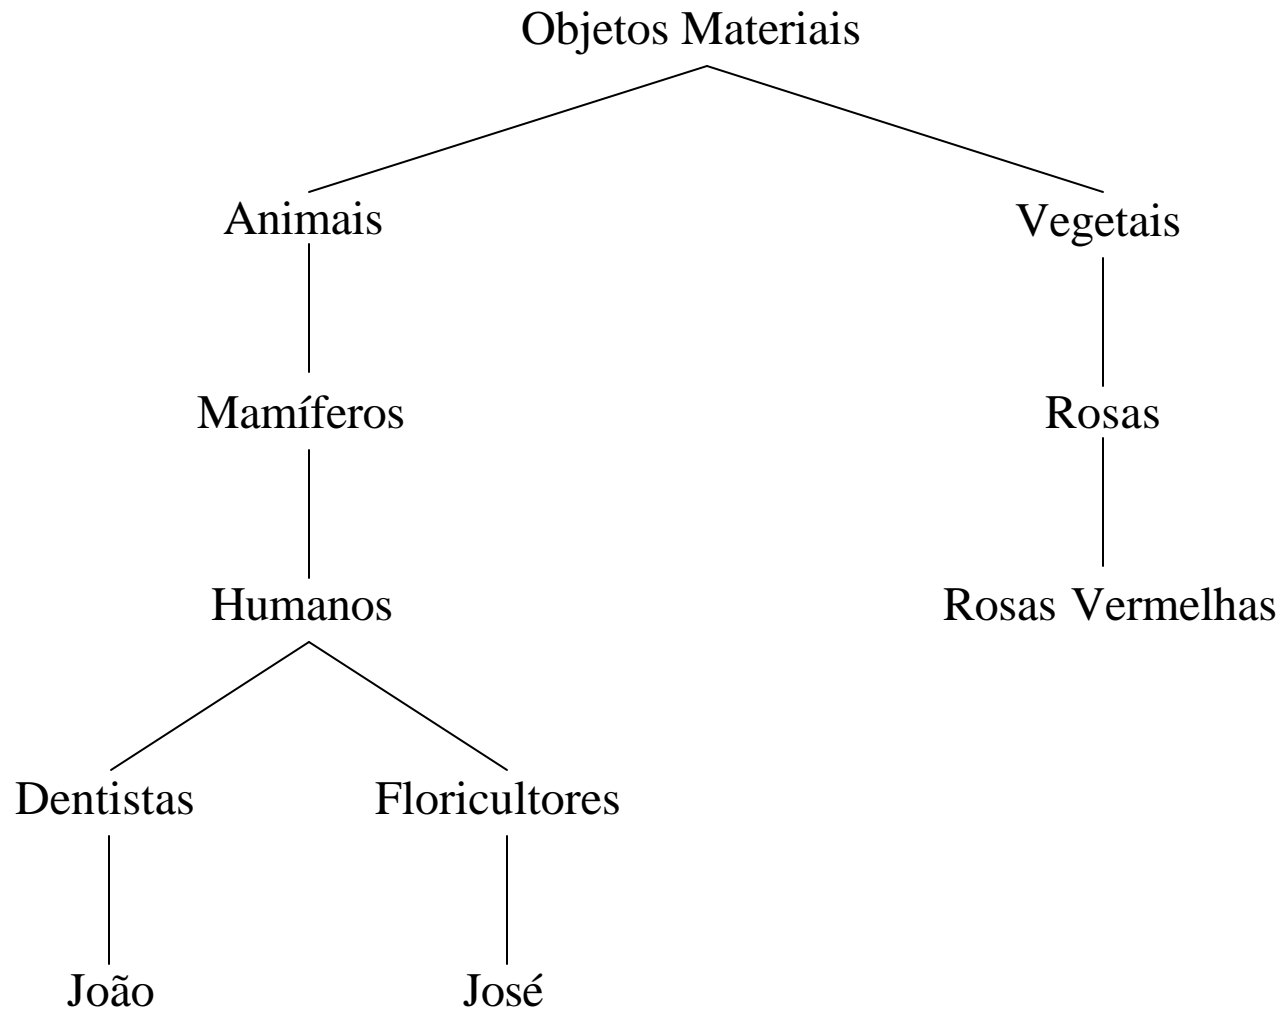 Objetos Materiais
Animais
Vegetais
Mamíferos
Rosas
Humanos
Rosas Vermelhas
Dentistas
Floricultores
João
José